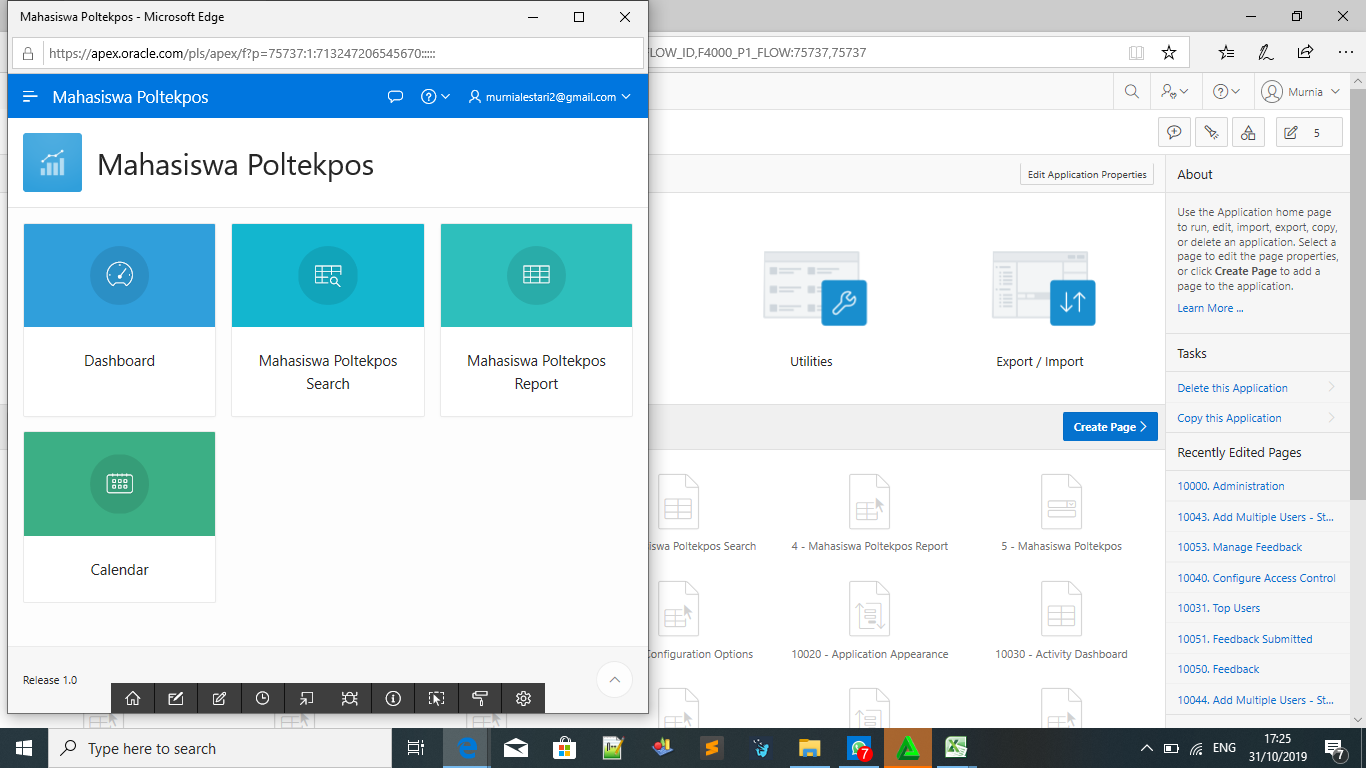 Mahasiswa Poltekpos - Microsoft Edge
https://apex.oracle.com/pls/apex/f?p=75737:1:713247206545670:::::
FLOW_ID,F4000_P1_FLOW:75737,75737
Mahasiswa Poltekpos
murnialestari2@gmail.com
Murnia
5
Mahasiswa Poltekpos
Edit Application Properties
About
Use the Application home page
to run, edit, import, export, copy,
or delete an application. Select a
page to edit the page properties,
or click Create Page to add a
page to the application.
Learn More ...
Dashboard
Mahasiswa Poltekpos
Search
Mahasiswa Poltekpos
Report
Utilities
Export / Import
Tasks
Delete this Application
Copy this Application
Create Page
Recently Edited Pages
10000. Administration
10043. Add Multiple Users - St...
10053. Manage Feedback
10040. Configure Access Control
10031. Top Users
10051. Feedback Submitted
10050. Feedback
10044. Add Multiple Users - St...
Calendar
Poltekpos Search
4 - Mahasiswa Poltekpos Report
5 - Mahasiswa Poltekpos
Configuration Options
10020 - Application Appearance
10030 - Activity Dashboard
Release 1.0
Type here to search
7
ENG
17:25
31/10/2019
7